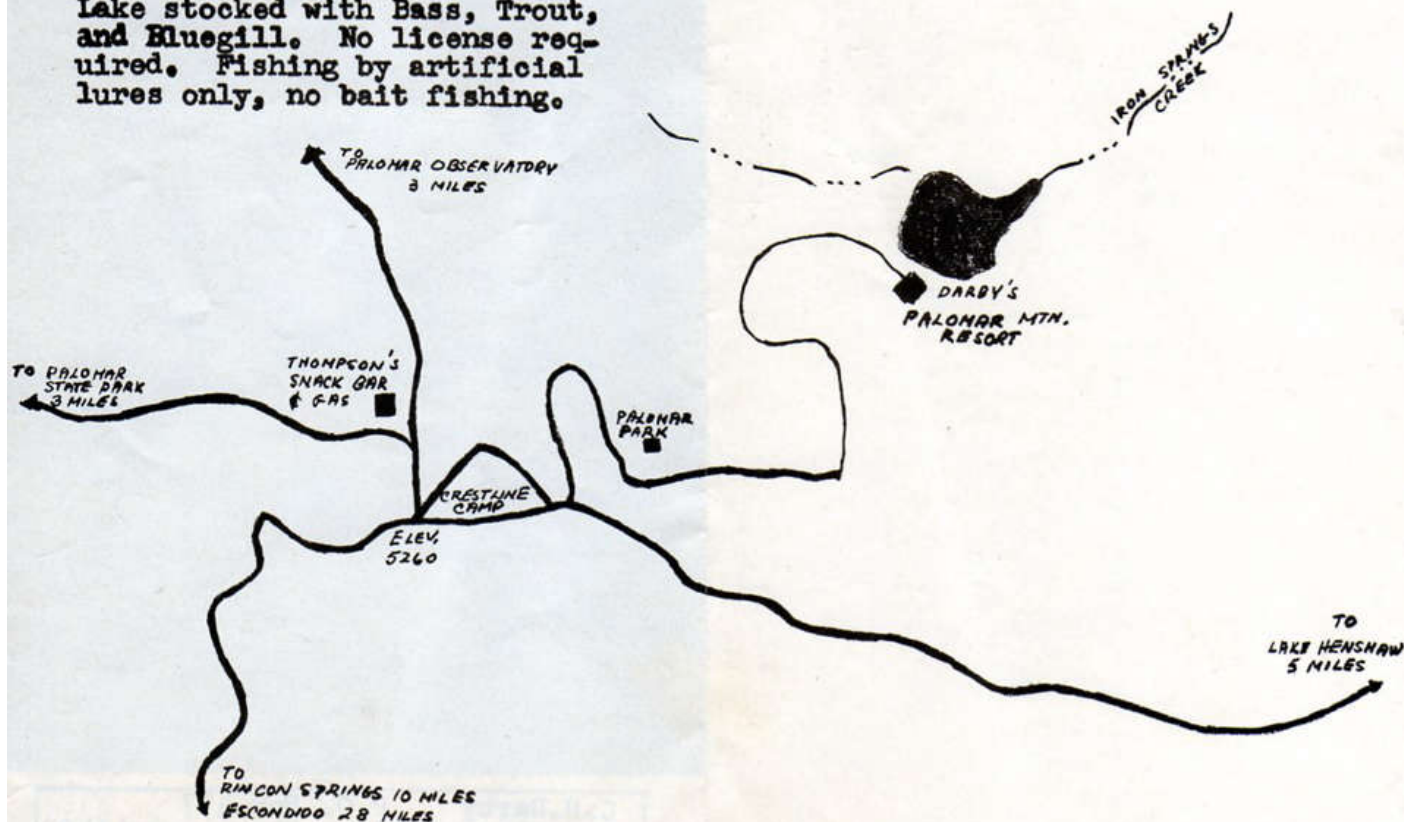 Lake stocked with Bass, Trout,
and Bluegill. No license req-
uired. Fishing by artificial
lures only, no bait fishing.
IRON SPRINGS
CREEK
TO
PALOMAR OBSERVATORY
3 MILES
DARBY'S
PALOMAR MTN.
RESORT
TO PALOMAR
STATE PARK
3 MILES
THOMPSON'S
SNACK BAR
& GAS
PALOMAR
PARK
CRESTLINE
CAMP
ELEV.
5260
TO
LAKE HENSHAW
5 MILES
TO
RINCON SPRINGS 10 MILES
ESCONDIDO 28 MILES